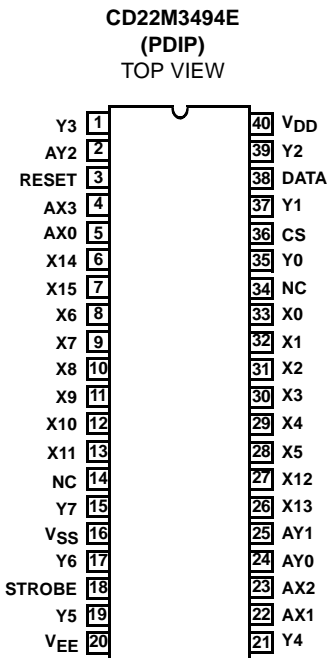 CD22M3494E
(PDIP)
TOP VIEW
Y3 1 40 VDD
AY2 2 39 Y2
RESET 3 38 DATA
AX3 4 37 Y1
AX0 5 36 CS
X14 6 35 Y0
X15 7 34 NC
X6 8 33 X0
X7 9 32 X1
X8 10 31 X2
X9 11 30 X3
X10 12 29 X4
X11 13 28 X5
NC 14 27 X12
Y7 15 26 X13
VSS 16 25 AY1
Y6 17 24 AY0
STROBE 18 23 AX2
Y5 19 22 AX1
VEE 20 21 Y4